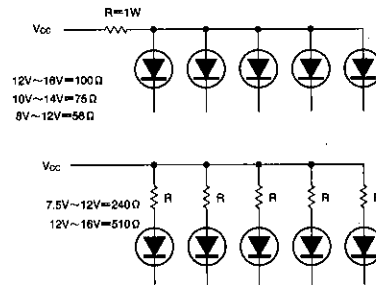 R=1W
Vcc
12V~16V=100Ω
10V~14V=75Ω
8V~12V=56Ω
Vcc
R R R R
7.5V~12V=240Ω
12V~16V=510Ω